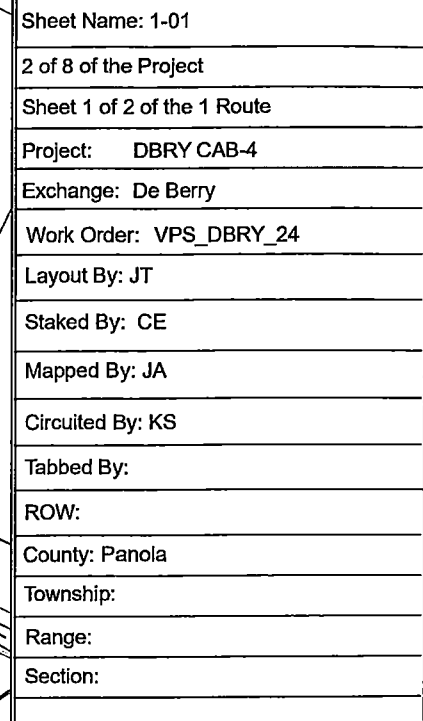 Sheet Name: 1-01
2 of 8 of the Project
Sheet 1 of 2 of the 1 Route
Project: DBRY CAB-4
Exchange: De Berry
Work Order: VPS_DBRY_24
Layout By: JT
Staked By: CE
Mapped By: JA
Circuited By: KS
Tabbed By:
ROW:
County: Panola
Township:
Range:
Section: